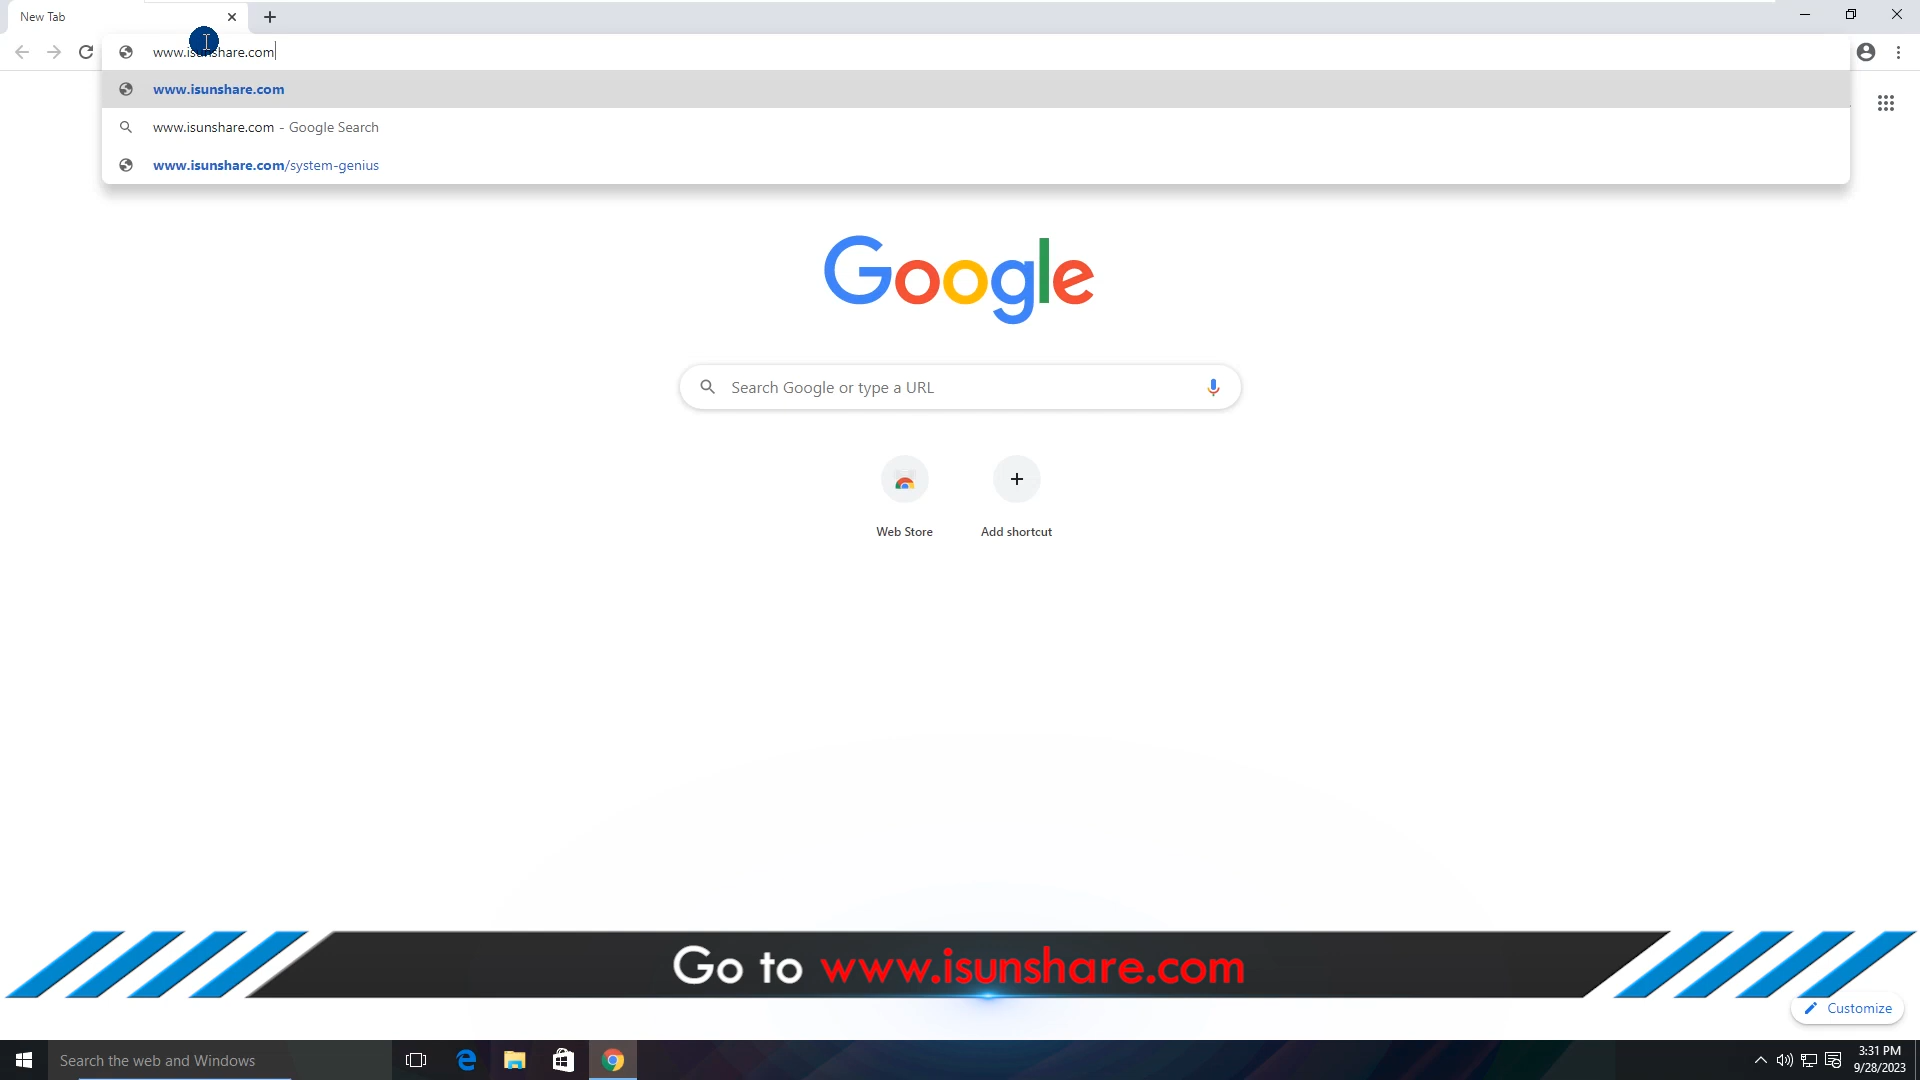 New Tab
www.isunshare.com
www.isunshare.com
www.isunshare.com - Google Search
www.isunshare.com/system-genius
Google
Search Google or type a URL
Web Store
Add shortcut
Go to www.isunshare.com
Customize
Search the web and Windows
3:31 PM
9/28/2023